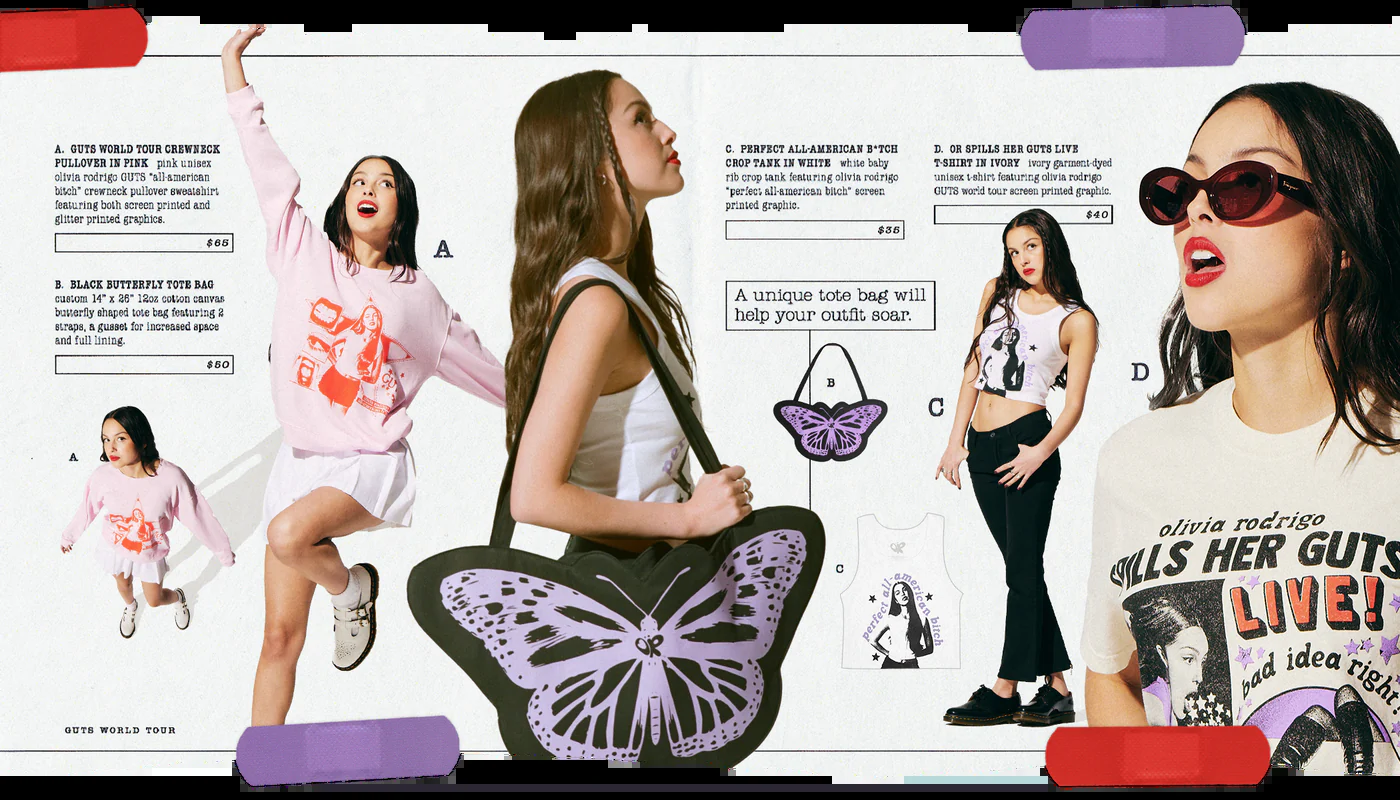 A. GUTS WORLD TOUR CREWNECK
PULLOVER IN PINK pink unisex
olivia rodrigo GUTS "all-american
bitch" crewneck pullover sweatshirt
featuring both screen printed and
glitter printed graphics.
$65
B. BLACK BUTTERFLY TOTE BAG
custom 14" x 26" 12oz cotton canvas
butterfly shaped tote bag featuring 2
straps, a gusset for increased space
and full lining.
$50
A
A
GUTS WORLD TOUR
C. PERFECT ALL-AMERICAN B*TCH
CROP TANK IN WHITE white baby
rib crop tank featuring olivia rodrigo
"perfect all-american bitch" screen
printed graphic.
$35
D. OR SPILLS HER GUTS LIVE
T-SHIRT IN IVORY ivory garment-dyed
unisex t-shirt featuring olivia rodrigo
GUTS world tour screen printed graphic.
$40
A unique tote bag will
help your outfit soar.
B
C
C
D
OR
perfect all-american bitch
olivia rodrigo
SPILLS HER GUTS
LIVE!
bad idea right?